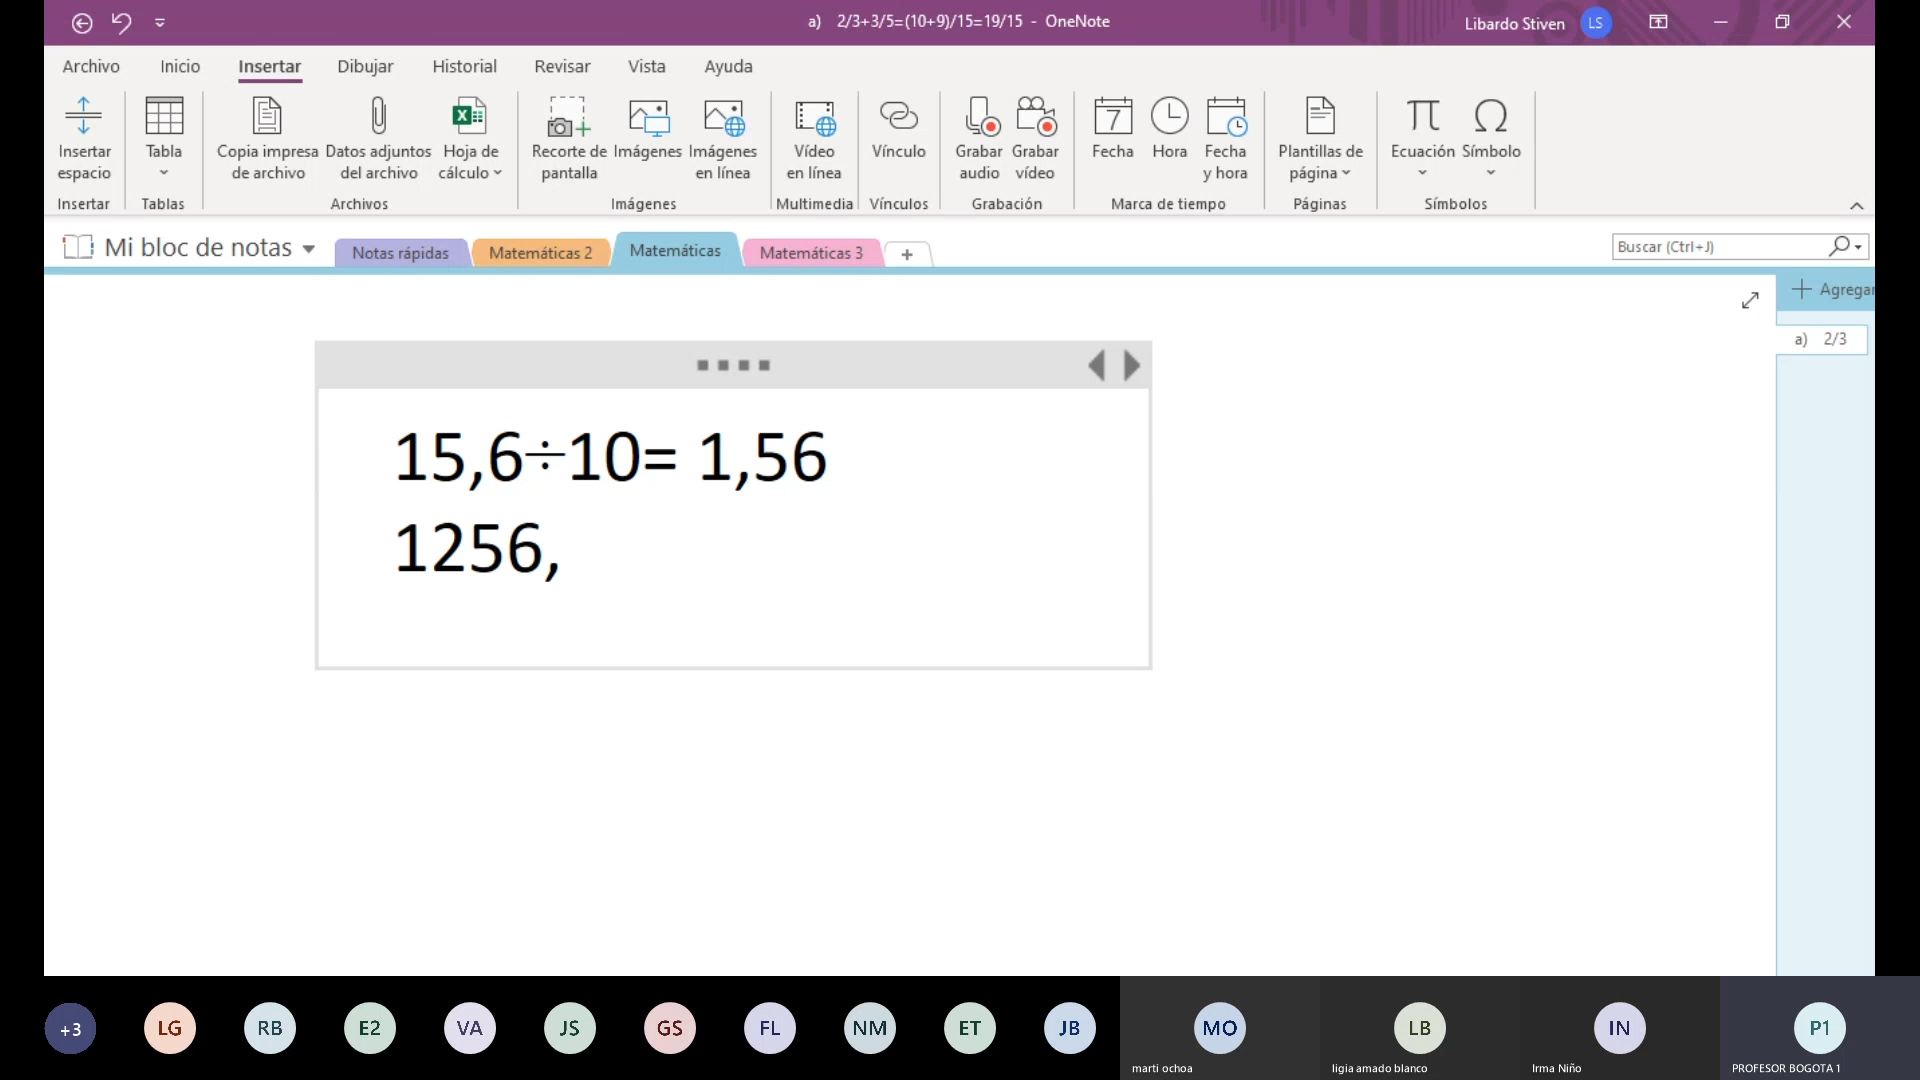 a) 2/3+3/5=(10+9)/15=19/15 - OneNote
Libardo Stiven LS
Archivo Inicio Insertar Dibujar Historial Revisar Vista Ayuda
Insertar espacio
Tabla
Copia impresa de archivo
Datos adjuntos del archivo
Hoja de cálculo
Recorte de pantalla
Imágenes
Imágenes en línea
Vídeo en línea
Vínculo
Grabar audio
Grabar vídeo
7
Fecha
Hora
Fecha y hora
Plantillas de página
π
Ecuación
Ω
Símbolo
Insertar Tablas Archivos Imágenes Multimedia Vínculos Grabación Marca de tiempo Páginas Símbolos
Mi bloc de notas
Notas rápidas Matemáticas 2 Matemáticas Matemáticas 3 +
Buscar (Ctrl+J)
Agregar
a) 2/3
15,6÷10= 1,56
1256,
+3 LG RB E2 VA JS GS FL NM ET JB MO LB IN P1
marti ochoa
ligia amado blanco
Irma Niño
PROFESOR BOGOTA 1